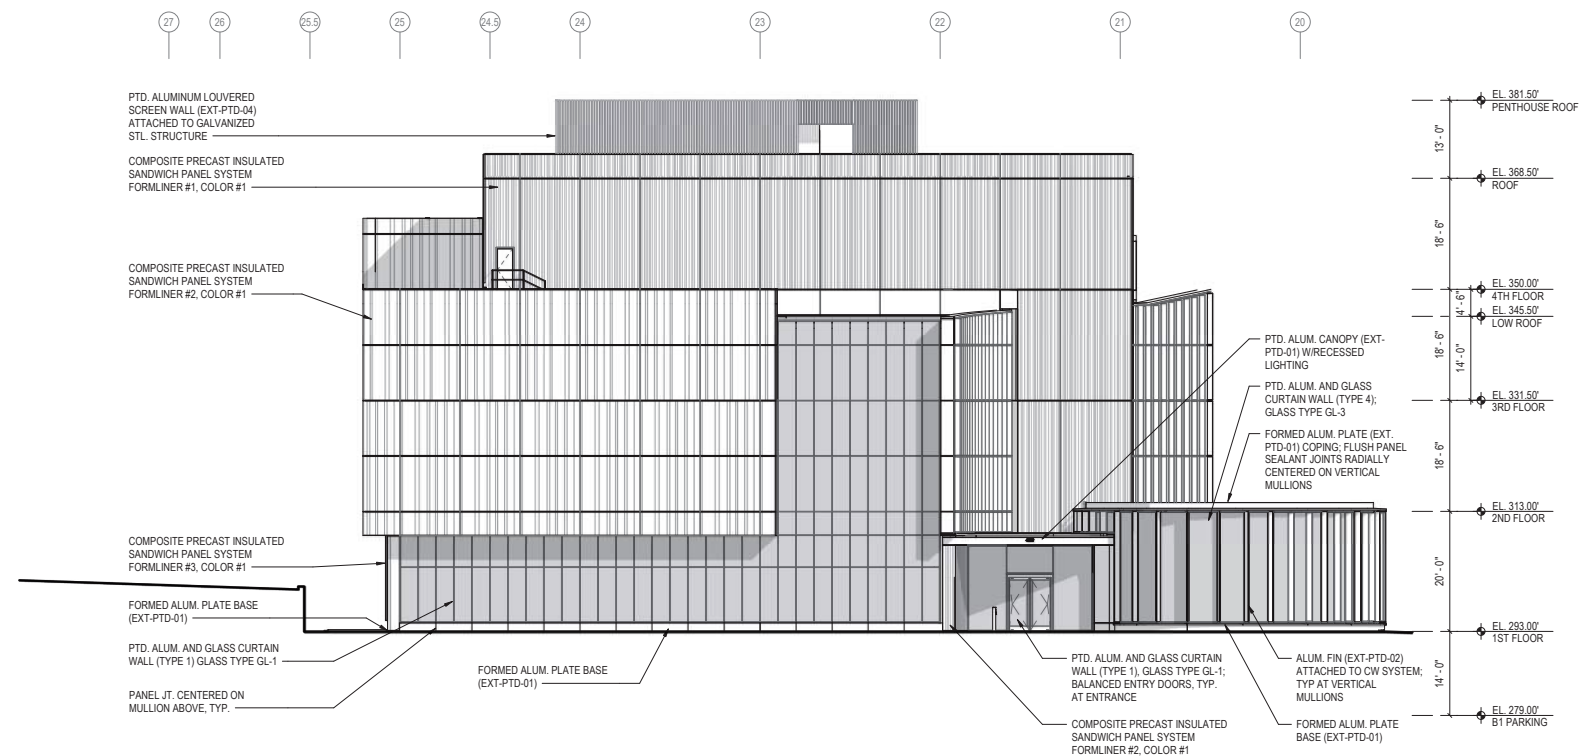 27
26
25.5
25
24.5
24
23
22
21
20
PTD. ALUMINUM LOUVERED
SCREEN WALL (EXT-PTD-04)
ATTACHED TO GALVANIZED
STL. STRUCTURE
COMPOSITE PRECAST INSULATED
SANDWICH PANEL SYSTEM
FORMLINER #1, COLOR #1
COMPOSITE PRECAST INSULATED
SANDWICH PANEL SYSTEM
FORMLINER #2, COLOR #1
COMPOSITE PRECAST INSULATED
SANDWICH PANEL SYSTEM
FORMLINER #3, COLOR #1
FORMED ALUM. PLATE BASE
(EXT-PTD-01)
PTD. ALUM. AND GLASS CURTAIN
WALL (TYPE 1) GLASS TYPE GL-1
PANEL JT. CENTERED ON
MULLION ABOVE, TYP.
FORMED ALUM. PLATE BASE
(EXT-PTD-01)
PTD. ALUM. CANOPY (EXT-
PTD-01) W/RECESSED
LIGHTING
PTD. ALUM. AND GLASS
CURTAIN WALL (TYPE 4);
GLASS TYPE GL-3
FORMED ALUM. PLATE (EXT.
PTD-01) COPING; FLUSH PANEL
SEALANT JOINTS RADIALLY
CENTERED ON VERTICAL
MULLIONS
PTD. ALUM. AND GLASS CURTAIN
WALL (TYPE 1), GLASS TYPE GL-1;
BALANCED ENTRY DOORS, TYP.
AT ENTRANCE
COMPOSITE PRECAST INSULATED
SANDWICH PANEL SYSTEM
FORMLINER #2, COLOR #1
ALUM. FIN (EXT-PTD-02)
ATTACHED TO CW SYSTEM;
TYP AT VERTICAL
MULLIONS
FORMED ALUM. PLATE
BASE (EXT-PTD-01)
EL. 381.50'
PENTHOUSE ROOF
13' - 0"
EL. 368.50'
ROOF
18' - 6"
EL. 350.00'
4TH FLOOR
4' - 6"
EL. 345.50'
LOW ROOF
18' - 6"
14' - 0"
EL. 331.50'
3RD FLOOR
18' - 6"
EL. 313.00'
2ND FLOOR
20' - 0"
EL. 293.00'
1ST FLOOR
14' - 0"
EL. 279.00'
B1 PARKING